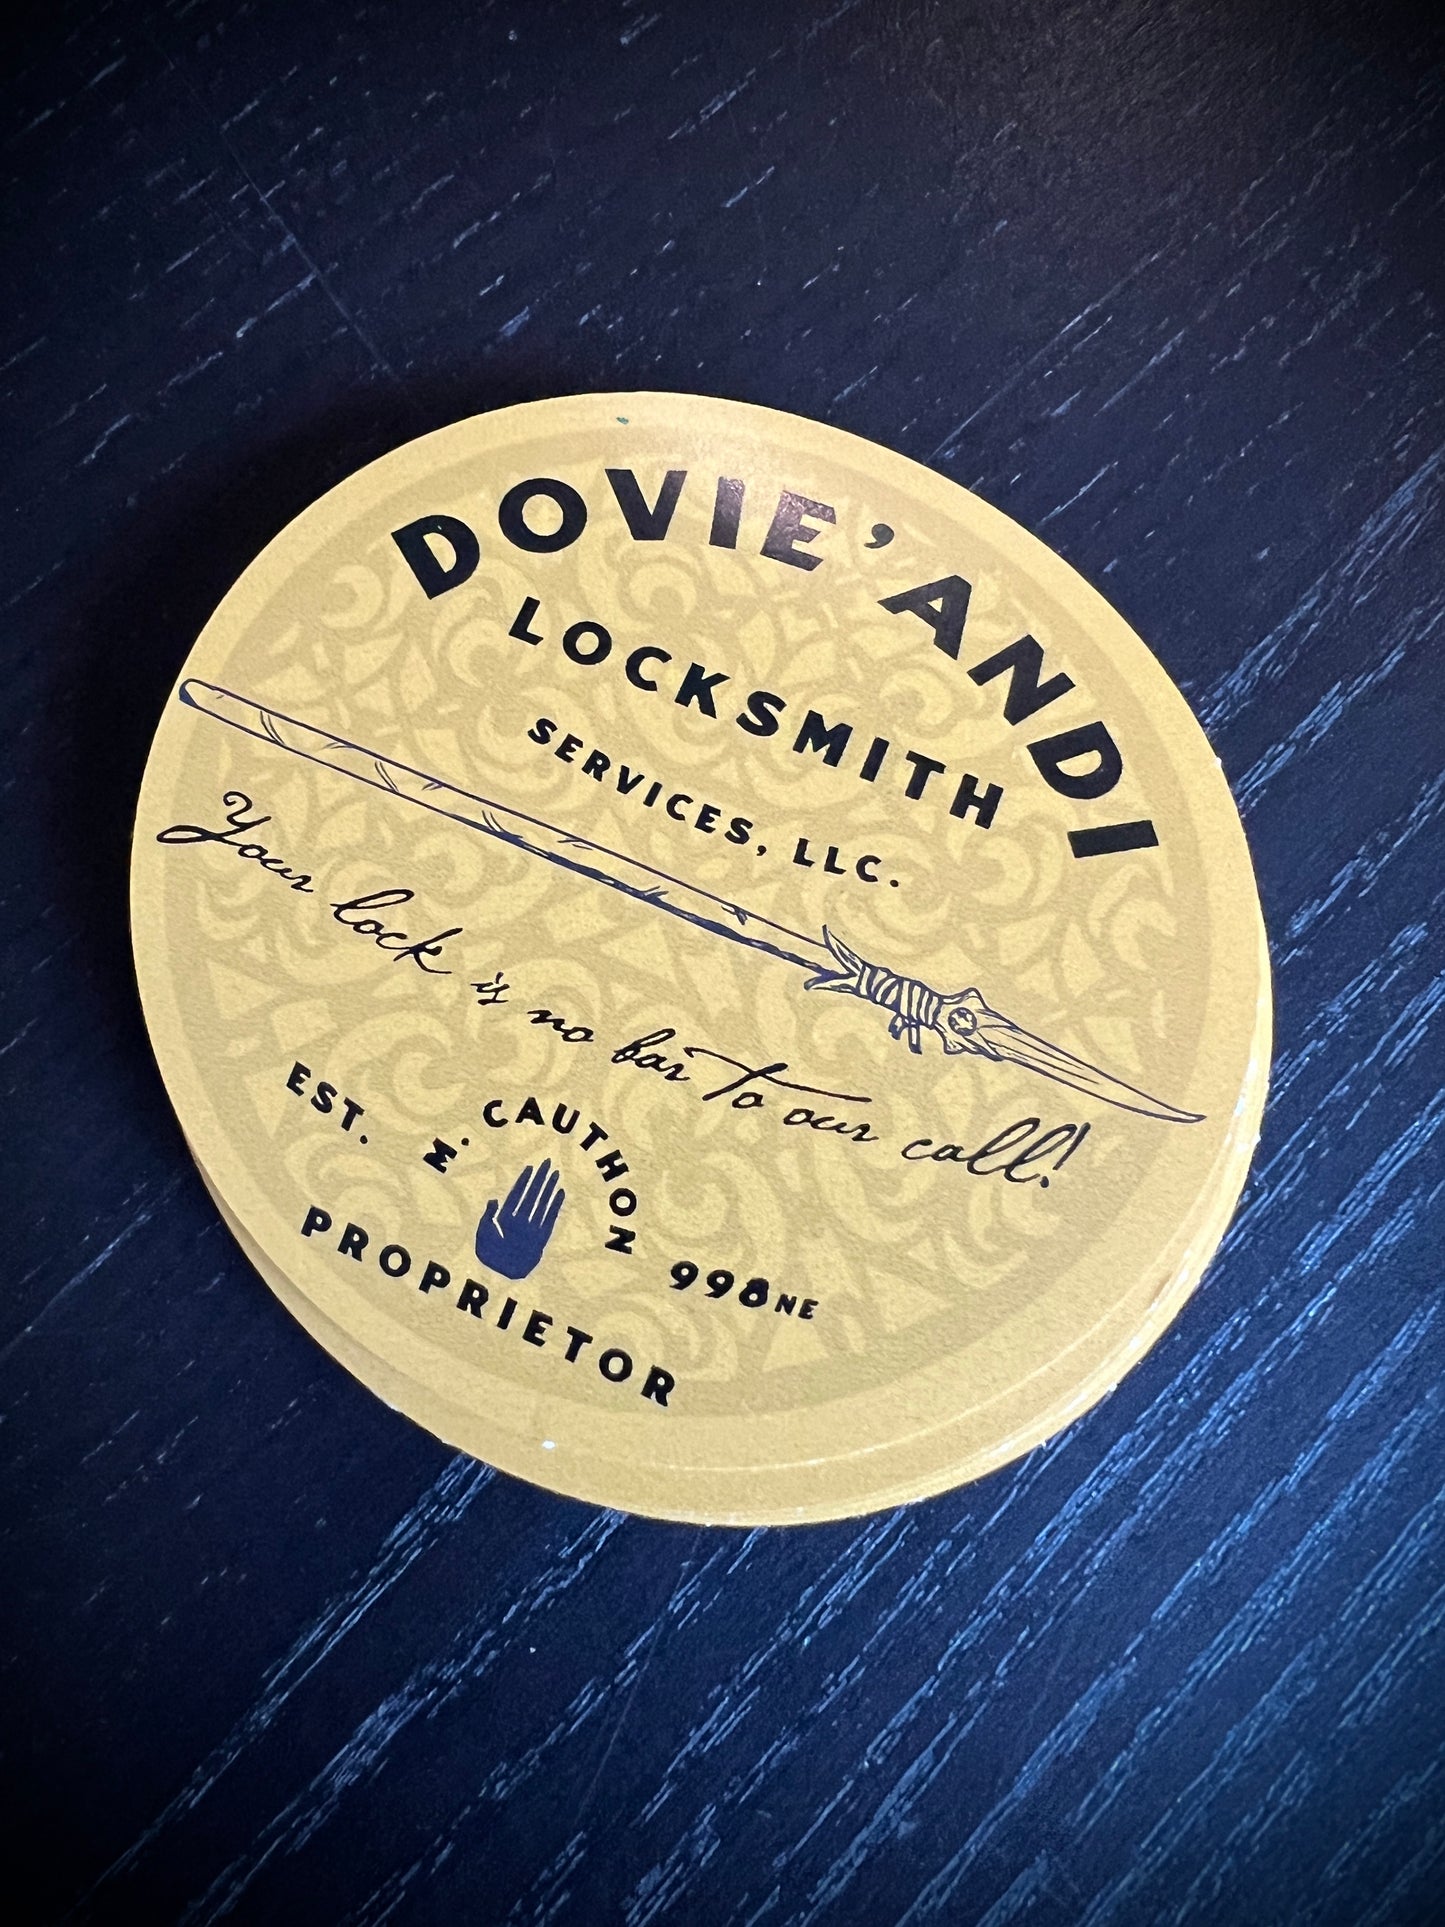 DOVIE'ANDI
LOCKSMITH
SERVICES, LLC.
Your lock is no bar to our call!
EST. 998NE
M. CAUTHON
PROPRIETOR